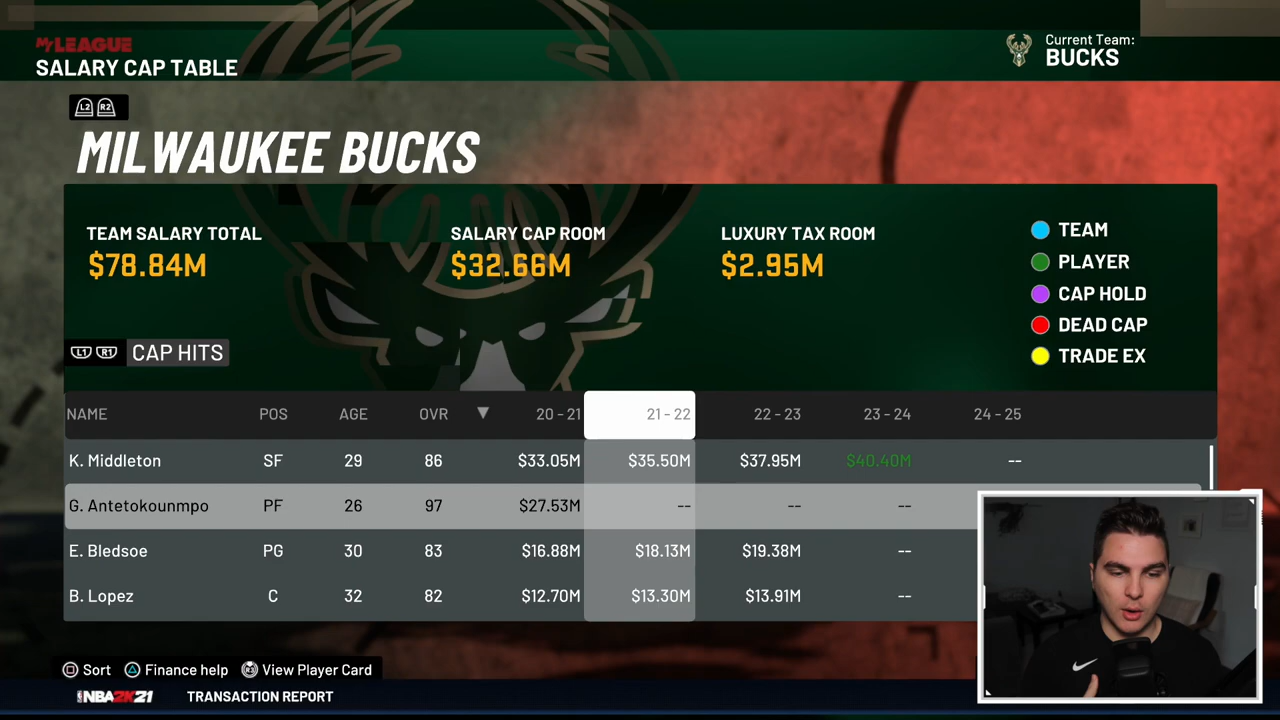 MyLEAGUE
SALARY CAP TABLE
Current Team:
BUCKS
L2 R2
MILWAUKEE BUCKS
TEAM SALARY TOTAL
$78.84M
SALARY CAP ROOM
$32.66M
LUXURY TAX ROOM
$2.95M
TEAM
PLAYER
CAP HOLD
DEAD CAP
TRADE EX
L1 R1 CAP HITS
NAME POS AGE OVR 20 - 21 21 - 22 22 - 23 23 - 24 24 - 25
K. Middleton SF 29 86 $33.05M $35.50M $37.95M $40.40M --
G. Antetokounmpo PF 26 97 $27.53M -- -- --
E. Bledsoe PG 30 83 $16.88M $18.13M $19.38M --
B. Lopez C 32 82 $12.70M $13.30M $13.91M --
Sort Finance help R3 View Player Card
NBA2K21 TRANSACTION REPORT